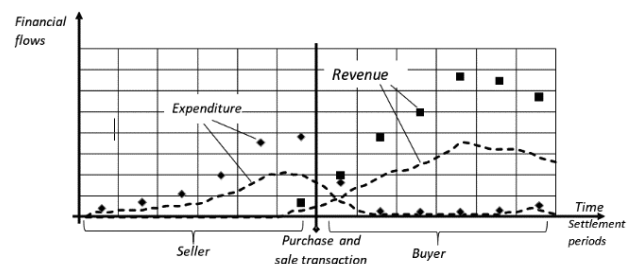 Financial
flows
Revenue
Expenditure
Time
Settlement
periods
Seller
Purchase and
sale transaction
Buyer